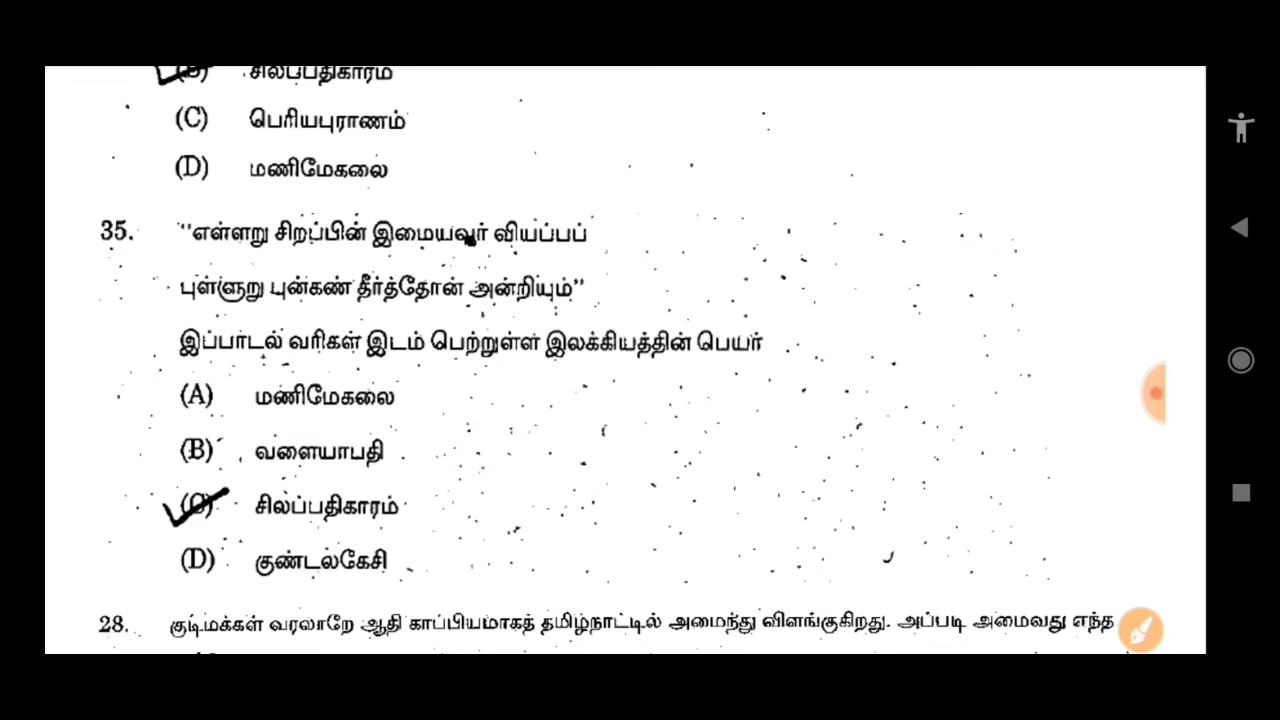 (B) சிலப்பதிகாரம்
(C) பெரியபுராணம்
(D) மணிமேகலை
35. "எள்ளறு சிறப்பின் இமையவர் வியப்பப்
புள்ளுறு புன்கண் தீர்த்தோன் அன்றியும்"
இப்பாடல் வரிகள் இடம் பெற்றுள்ள இலக்கியத்தின் பெயர்
(A) மணிமேகலை
(B) வளையாபதி
(C) சிலப்பதிகாரம்
(D) குண்டல்கேசி
28. குடிமக்கள் வரலாறே ஆதி காப்பியமாகத் தமிழ்நாட்டில் அமைந்து விளங்குகிறது. அப்படி அமைவது எந்த